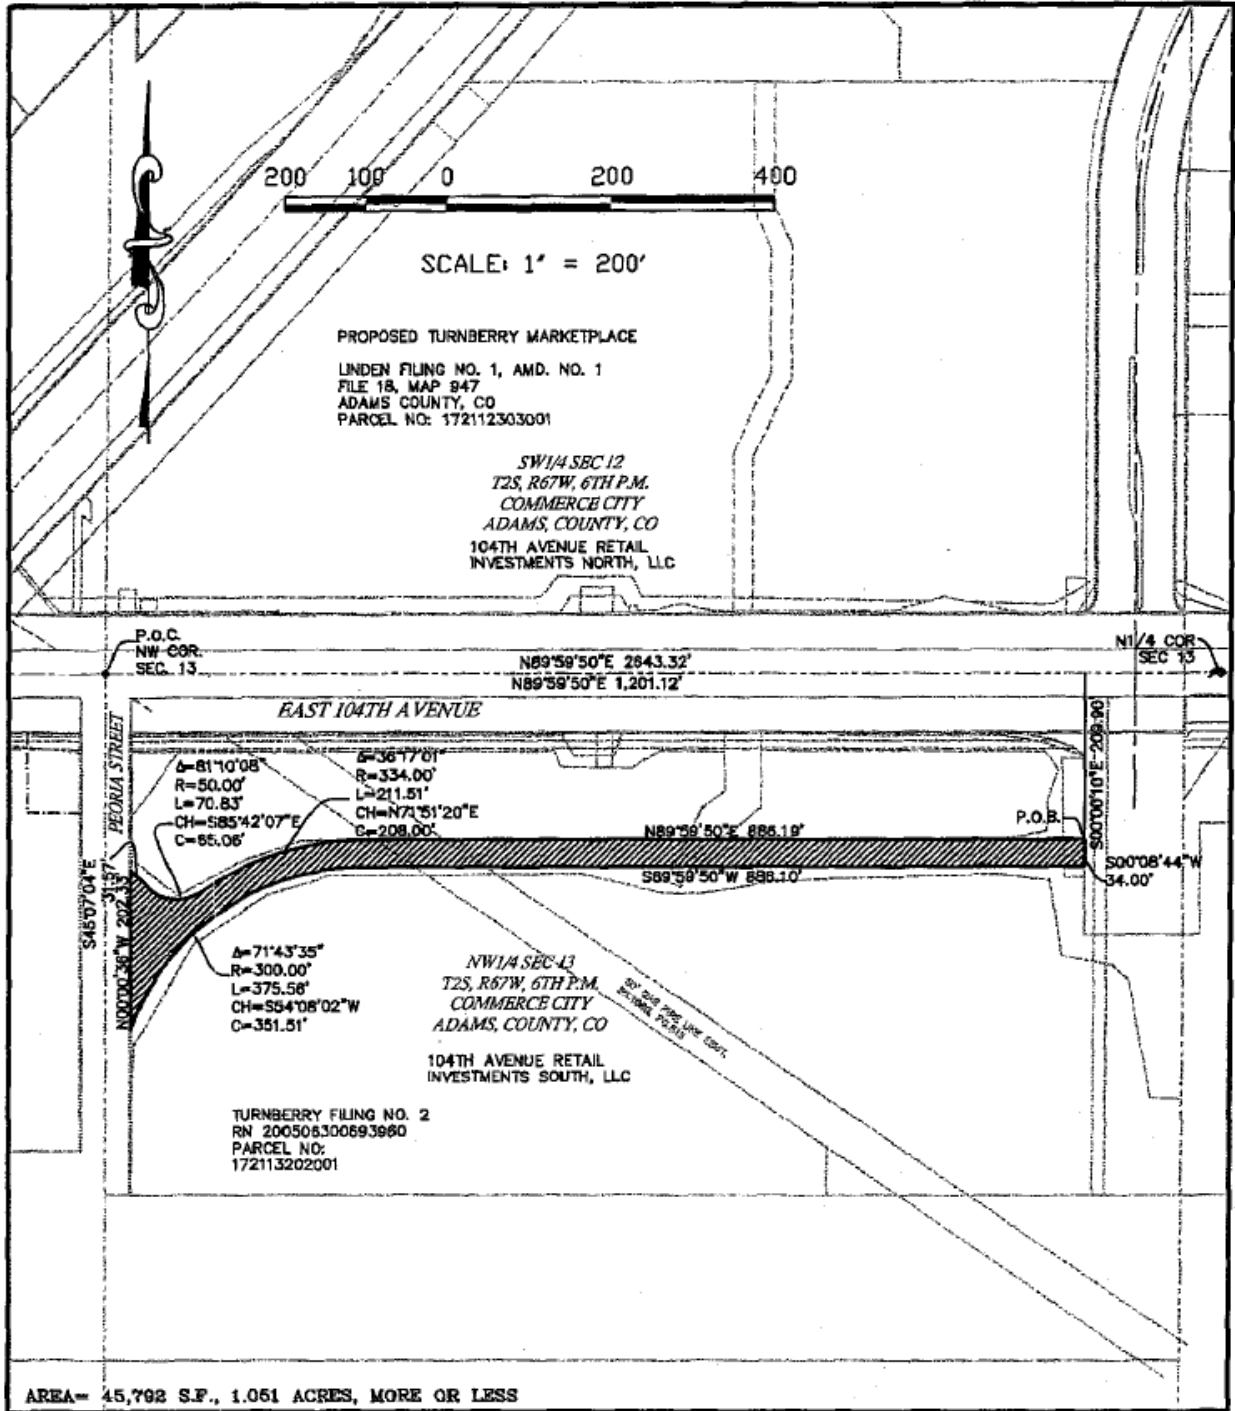 200 100 0 200 400
SCALE: 1" = 200'
PROPOSED TURNBERRY MARKETPLACE
LINDEN FILING NO. 1, AMD. NO. 1
FILE 18, MAP 947
ADAMS COUNTY, CO
PARCEL NO: 172112303001
SW1/4 SEC 12
T2S, R67W, 6TH P.M.
COMMERCE CITY
ADAMS, COUNTY, CO
104TH AVENUE RETAIL
INVESTMENTS NORTH, LLC
P.O.C.
NW COR.
SEC. 13
N1/4 COR
SEC 13
N89°59'50"E 2643.32'
N89°59'50"E 1,201.12'
EAST 104TH AVENUE
PEORIA STREET
Δ=81°10'08"
R=50.00'
L=70.83'
CH=S85°42'07"E
C=65.06'
Δ=36°17'01"
R=334.00'
L=211.51'
CH=N71°51'20"E
C=208.00'
N89°59'50"E 886.19'
S89°59'50"W 886.10'
P.O.B.
S00°00'10"E 209.90'
S00°08'44"W
34.00'
S45°07'04"E
31.57'
N00°00'36"W 202.33'
Δ=71°43'35"
R=300.00'
L=375.56'
CH=S54°08'02"W
C=351.51'
NW1/4 SEC 13
T2S, R67W, 6TH P.M.
COMMERCE CITY
ADAMS, COUNTY, CO
104TH AVENUE RETAIL
INVESTMENTS SOUTH, LLC
TURNBERRY FILING NO. 2
RN 200506300693960
PARCEL NO:
172113202001
AREA= 45,792 S.F., 1.051 ACRES, MORE OR LESS